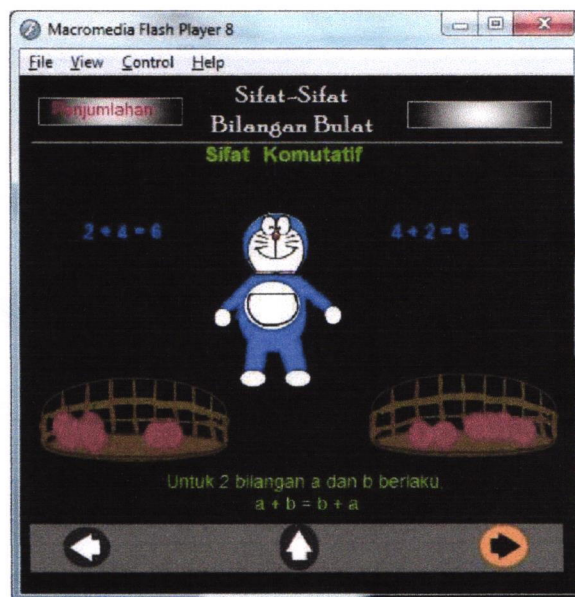 Macromedia Flash Player 8
File View Control Help
Penjumlahan
Sifat-Sifat
Bilangan Bulat
Sifat Komutatif
2 + 4 = 6
4 + 2 = 6
Untuk 2 bilangan a dan b berlaku,
a + b = b + a